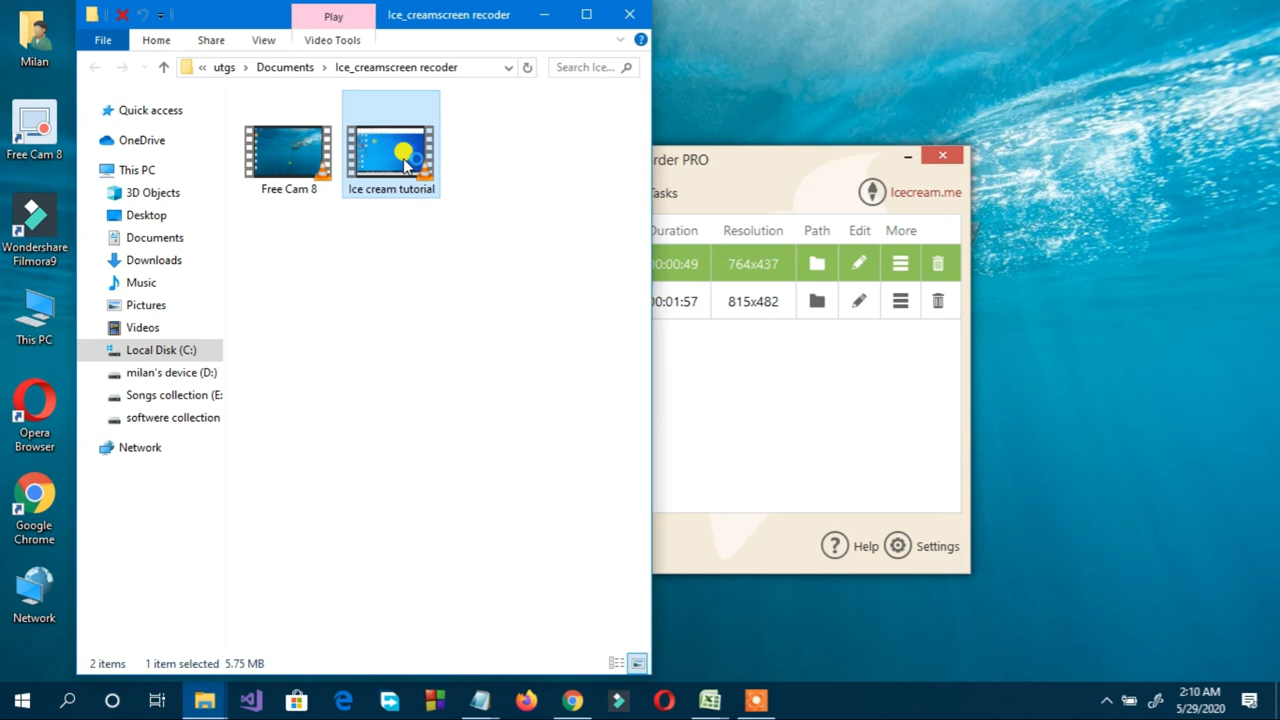 Milan
Free Cam 8
Wondershare
Filmora9
This PC
Opera
Browser
Google
Chrome
Network
Play
Ice_creamscreen recoder
File
Home
Share
View
Video Tools
« utgs > Documents > Ice_creamscreen recoder
Search Ice...
Quick access
OneDrive
This PC
3D Objects
Desktop
Documents
Downloads
Music
Pictures
Videos
Local Disk (C:)
milan's device (D:)
Songs collection (E:
softwere collection
Network
Free Cam 8
Ice cream tutorial
2 items
1 item selected 5.75 MB
order PRO
Tasks
Icecream.me
Duration
Resolution
Path
Edit
More
00:00:49
764x437
00:01:57
815x482
Help
Settings
2:10 AM
5/29/2020